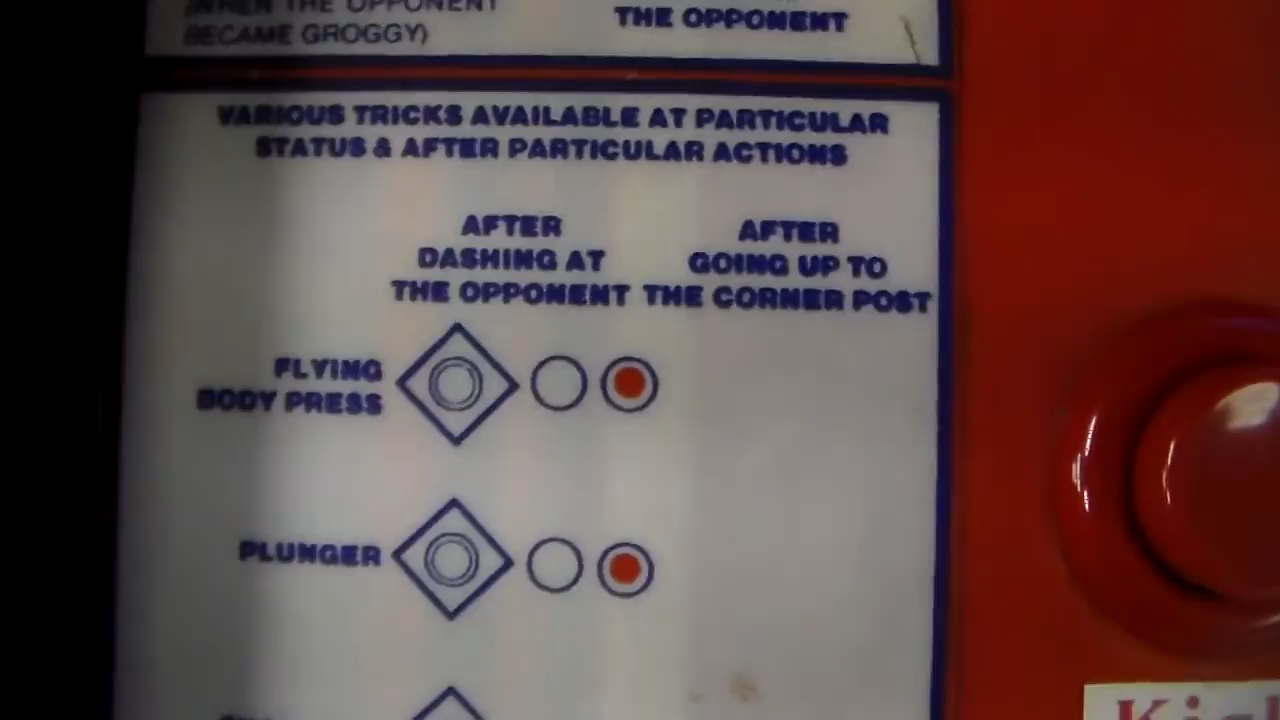 (WHEN THE OPPONENT
BECAME GROGGY)
THE OPPONENT
VARIOUS TRICKS AVAILABLE AT PARTICULAR
STATUS & AFTER PARTICULAR ACTIONS
AFTER
DASHING AT
THE OPPONENT
AFTER
GOING UP TO
THE CORNER POST
FLYING
BODY PRESS
PLUNGER